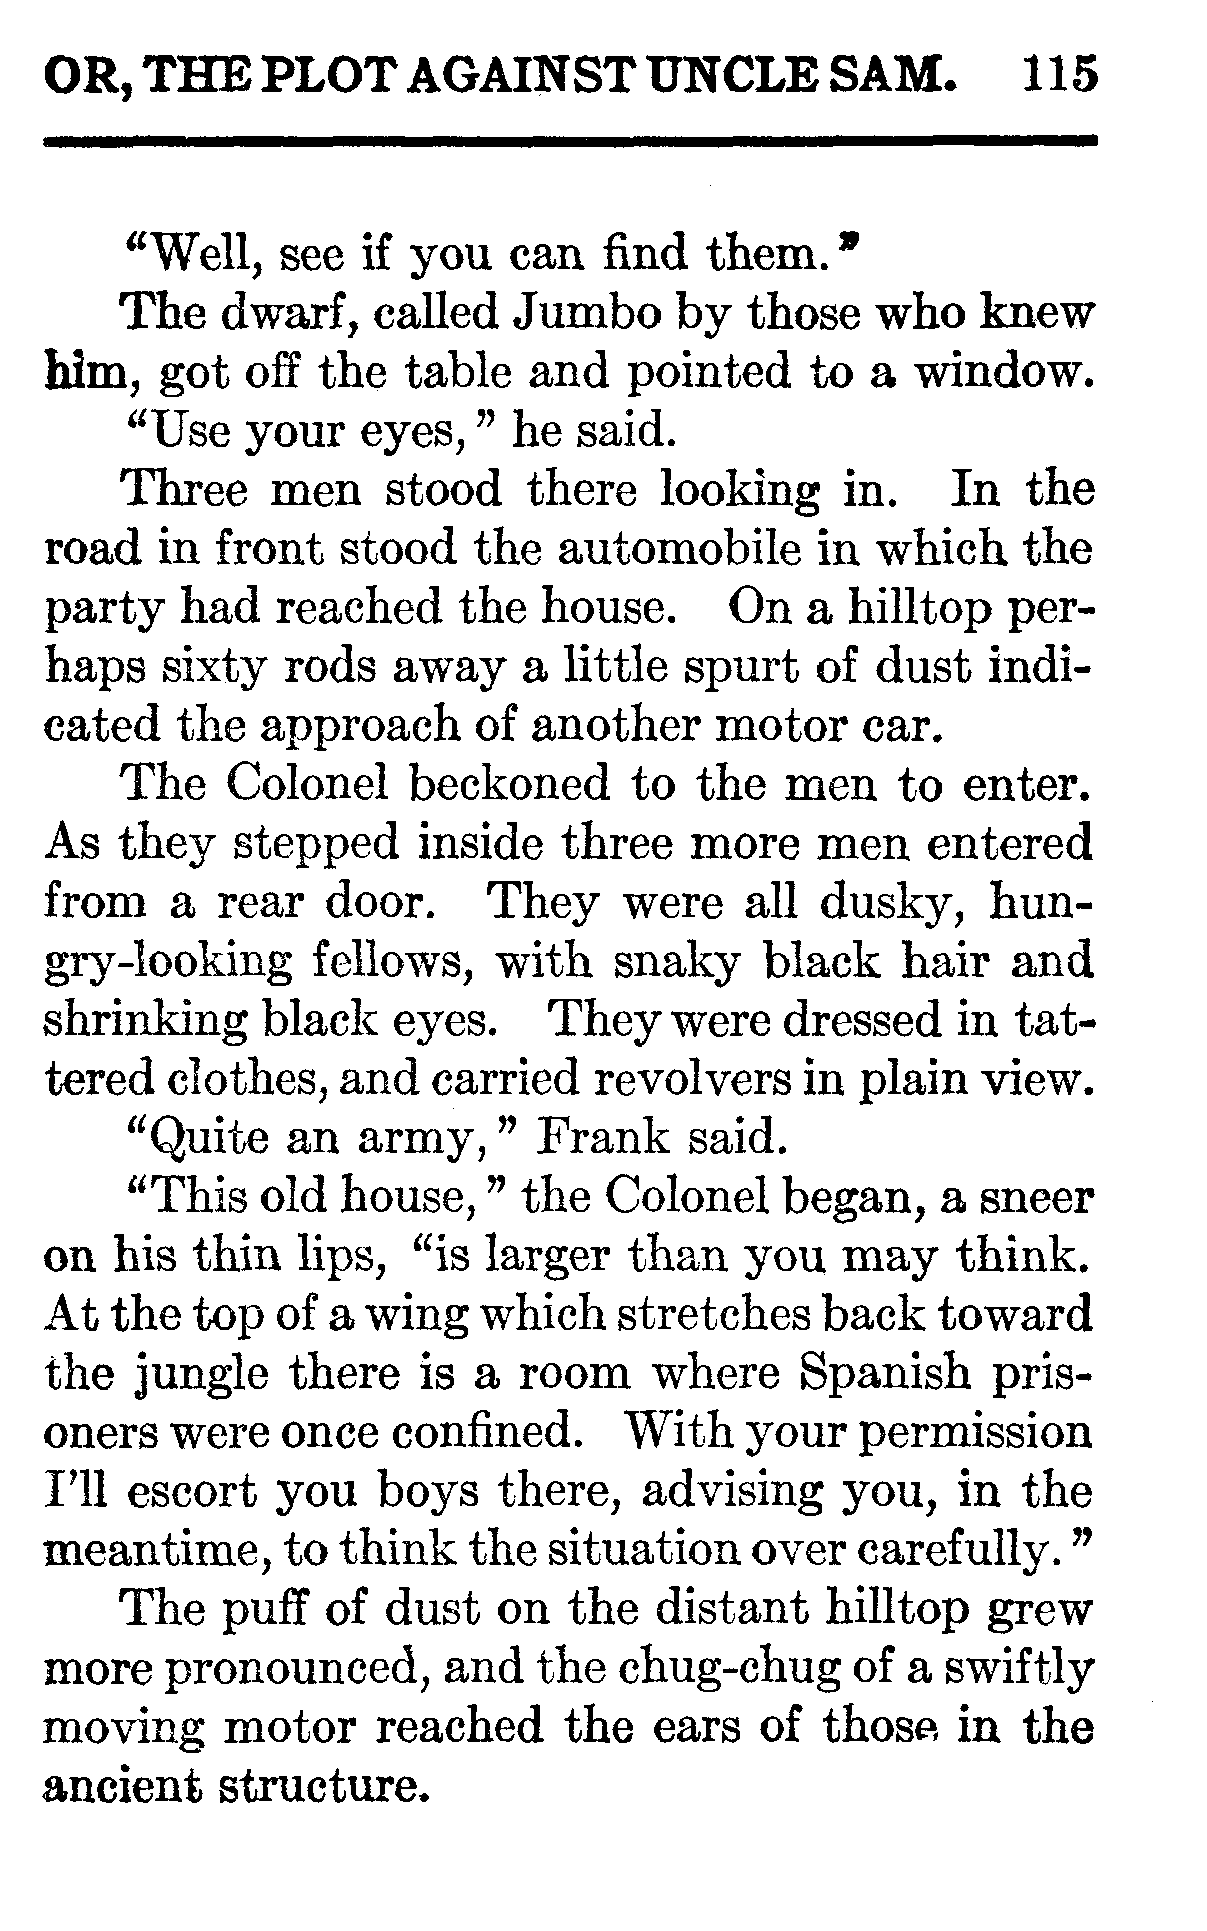 OR, THE PLOT AGAINST UNCLE SAM. 115
“Well, see if you can find them.”
The dwarf, called Jumbo by those who knew
him, got off the table and pointed to a window.
“Use your eyes,” he said.
Three men stood there looking in. In the
road in front stood the automobile in which the
party had reached the house. On a hilltop per-
haps sixty rods away a little spurt of dust indi-
cated the approach of another motor car.
The Colonel beckoned to the men to enter.
As they stepped inside three more men entered
from a rear door. They were all dusky, hun-
gry-looking fellows, with snaky black hair and
shrinking black eyes. They were dressed in tat-
tered clothes, and carried revolvers in plain view.
“Quite an army,” Frank said.
“This old house,” the Colonel began, a sneer
on his thin lips, “is larger than you may think.
At the top of a wing which stretches back toward
the jungle there is a room where Spanish pris-
oners were once confined. With your permission
I’ll escort you boys there, advising you, in the
meantime, to think the situation over carefully.”
The puff of dust on the distant hilltop grew
more pronounced, and the chug-chug of a swiftly
moving motor reached the ears of those in the
ancient structure.